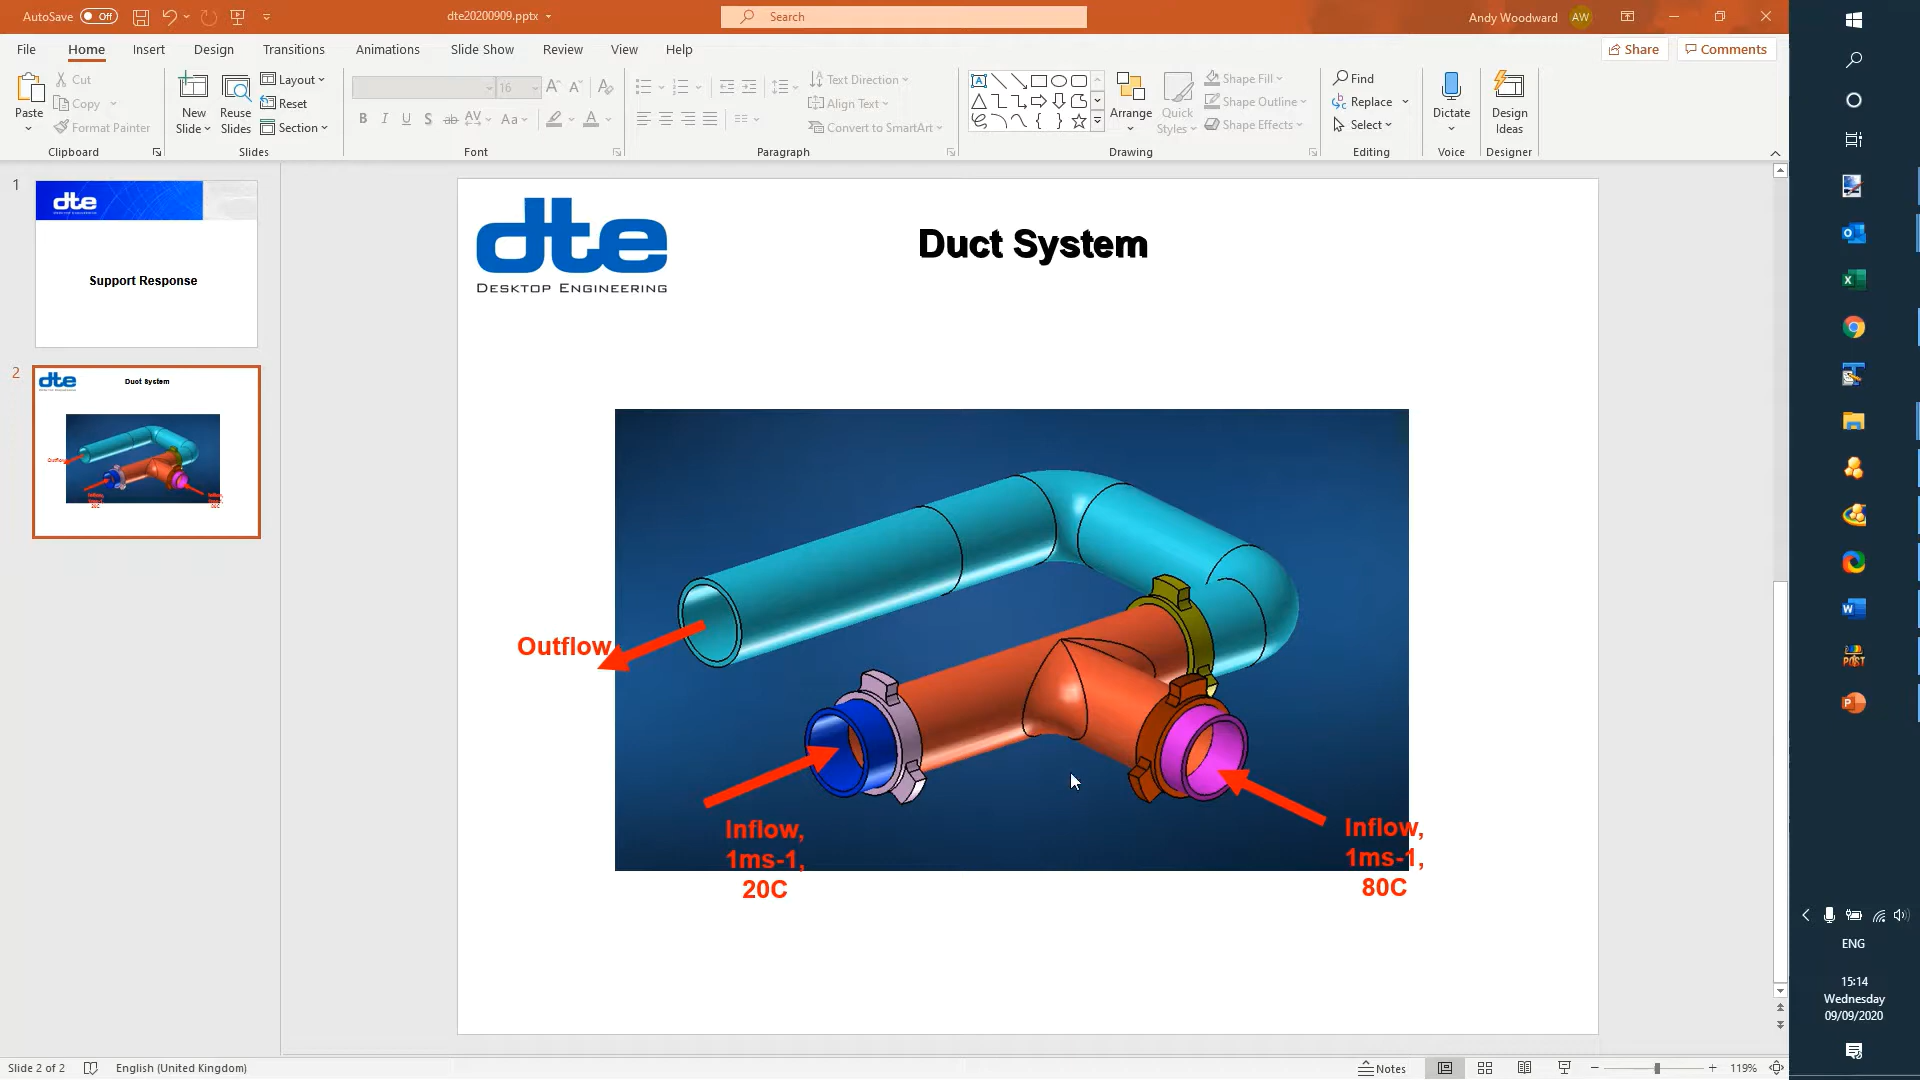 AutoSave Off
dte20200909.pptx
Search
Andy Woodward AW
File Home Insert Design Transitions Animations Slide Show Review View Help
Share Comments
Paste
Cut
Copy
Format Painter
Clipboard
New Slide
Reuse Slides
Layout
Reset
Section
Slides
16
B I U S ab AV Aa A
Font
Text Direction
Align Text
Convert to SmartArt
Paragraph
Arrange
Quick Styles
Shape Fill
Shape Outline
Shape Effects
Drawing
Find
Replace
Select
Editing
Dictate
Voice
Design Ideas
Designer
1
dte
Support Response
2
dte
Duct System
dte
DESKTOP ENGINEERING
Duct System
Outflow
Inflow,
1ms-1,
20C
Inflow,
1ms-1,
80C
ENG
15:14
Wednesday
09/09/2020
Slide 2 of 2
English (United Kingdom)
Notes
119%